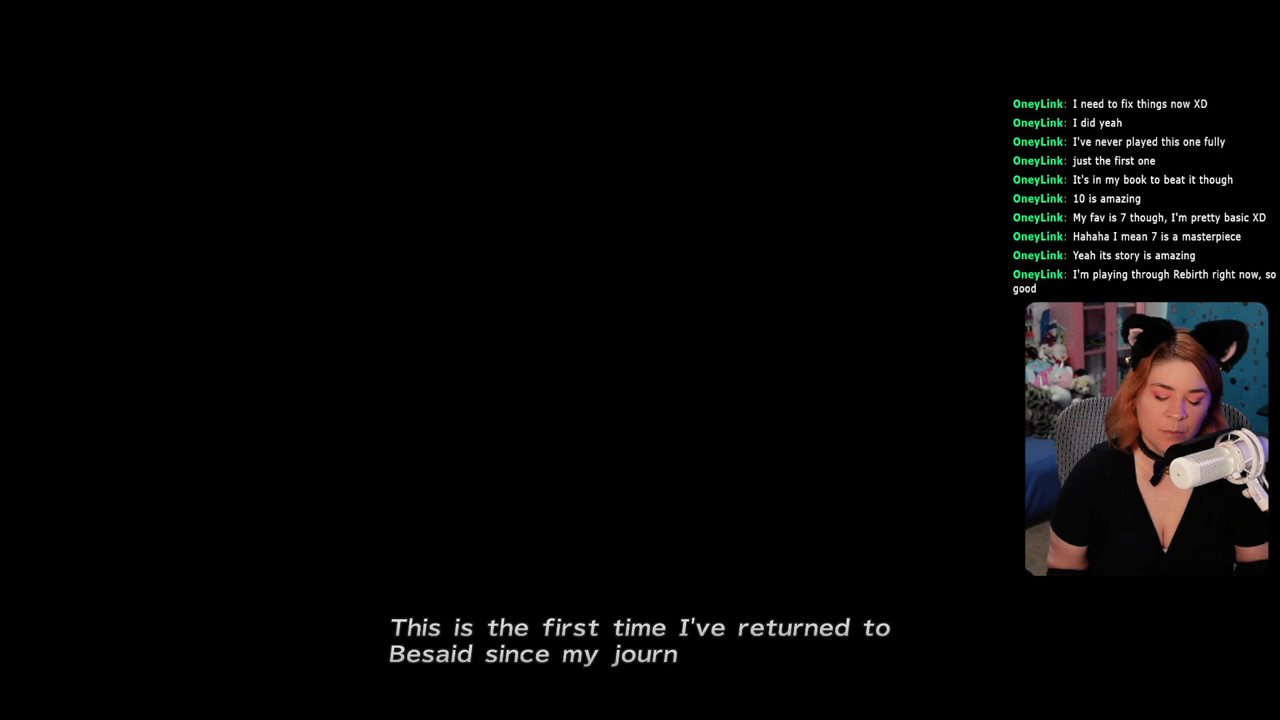 OneyLink: I need to fix things now XD
OneyLink: I did yeah
OneyLink: I've never played this one fully
OneyLink: just the first one
OneyLink: It's in my book to beat it though
OneyLink: 10 is amazing
OneyLink: My fav is 7 though, I'm pretty basic XD
OneyLink: Hahaha I mean 7 is a masterpiece
OneyLink: Yeah its story is amazing
OneyLink: I'm playing through Rebirth right now, so
good
This is the first time I've returned to
Besaid since my journ